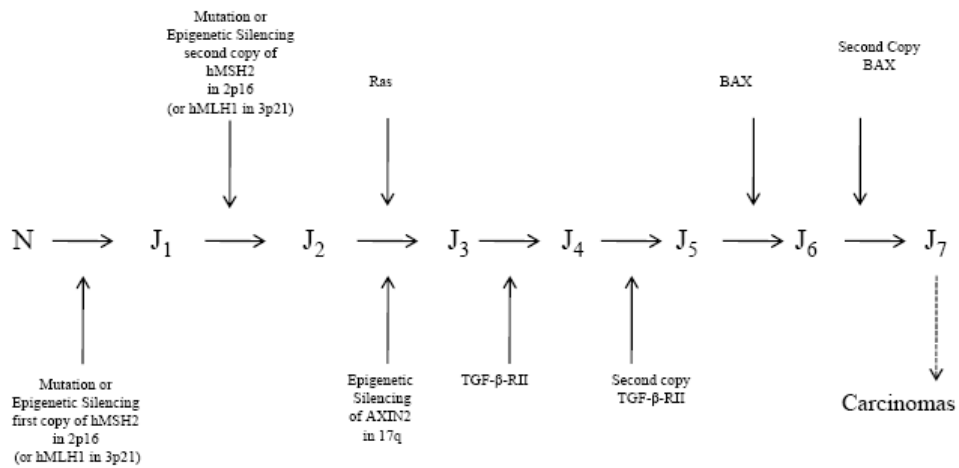 Mutation or
Epigenetic Silencing
second copy of
hMSH2
in 2p16
(or hMLH1 in 3p21)
Ras
BAX
Second Copy
BAX
N J₁ J₂ J₃ J₄ J₅ J₆ J₇
Mutation or
Epigenetic Silencing
first copy of hMSH2
in 2p16
(or hMLH1 in 3p21)
Epigenetic
Silencing
of AXIN2
in 17q
TGF-β-RII
Second copy
TGF-β-RII
Carcinomas